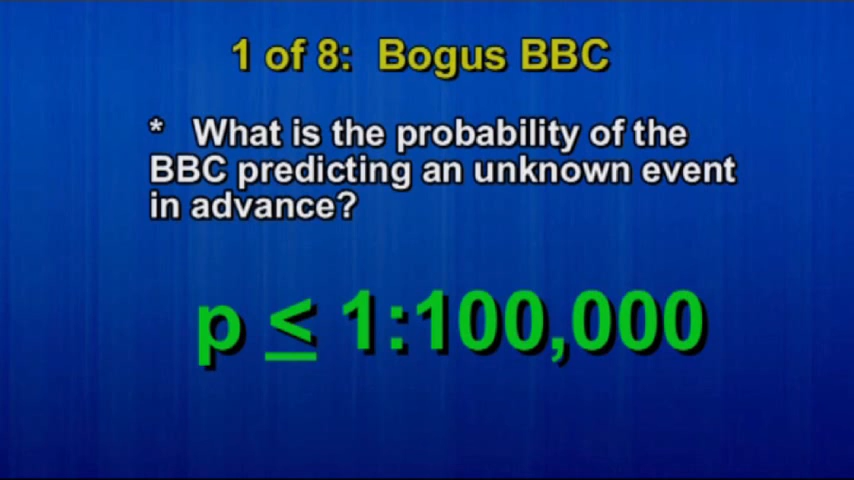 1 of 8: Bogus BBC
* What is the probability of the
BBC predicting an unknown event
in advance?
p ≤ 1:100,000